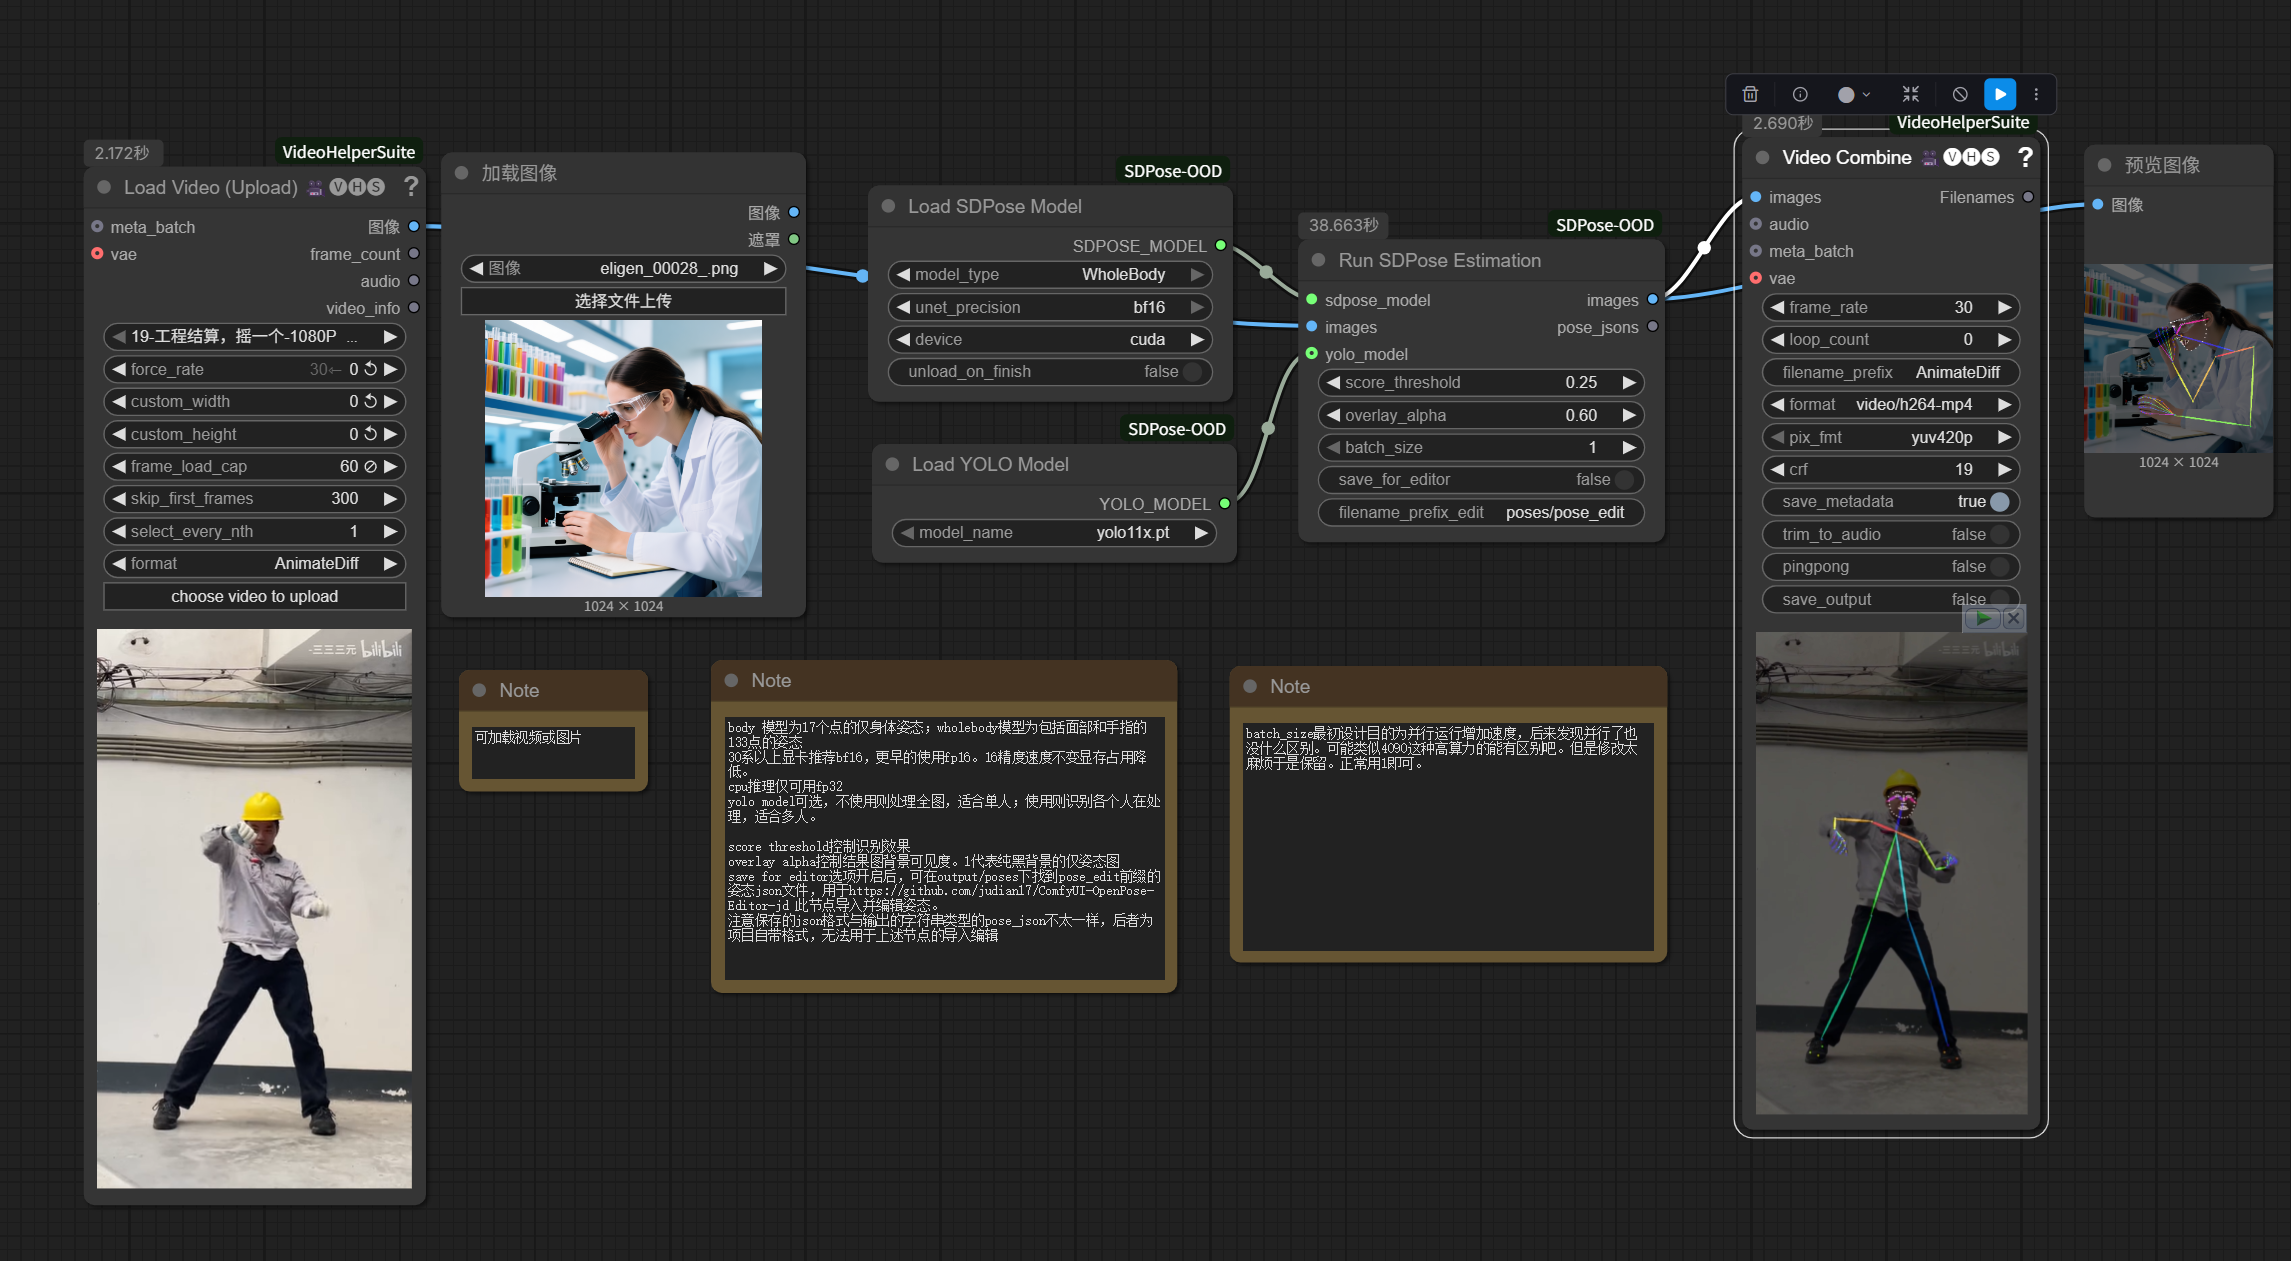 2.172秒
VideoHelperSuite
Load Video (Upload) V H S ?
meta_batch 图像
vae frame_count
audio
video_info
19-工程结算，摇一个-1080P ...
force_rate 30← 0
custom_width 0
custom_height 0
frame_load_cap 60
skip_first_frames 300
select_every_nth 1
format AnimateDiff
choose video to upload
-三三三元 bilibili
加载图像
图像
遮罩
图像 eligen_00028_.png
选择文件上传
1024 × 1024
SDPose-OOD
Load SDPose Model
SDPOSE_MODEL
model_type WholeBody
unet_precision bf16
device cuda
unload_on_finish false
SDPose-OOD
Load YOLO Model
YOLO_MODEL
model_name yolo11x.pt
38.663秒
SDPose-OOD
Run SDPose Estimation
sdpose_model images
images pose_jsons
yolo_model
score_threshold 0.25
overlay_alpha 0.60
batch_size 1
save_for_editor false
filename_prefix_edit poses/pose_edit
2.690秒
VideoHelperSuite
Video Combine V H S ?
images Filenames
audio
meta_batch
vae
frame_rate 30
loop_count 0
filename_prefix AnimateDiff
format video/h264-mp4
pix_fmt yuv420p
crf 19
save_metadata true
trim_to_audio false
pingpong false
save_output false
-三三三元 bilibili
预览图像
图像
1024 × 1024
Note
可加载视频或图片
Note
body 模型为17个点的仅身体姿态；wholebody模型为包括面部和手指的
133点的姿态
30系以上显卡推荐bf16，更早的使用fp16。16精度速度不变显存占用降
低。
cpu推理仅可用fp32
yolo model可选，不使用则处理全图，适合单人；使用则识别各个人在处
理，适合多人。
score threshold控制识别效果
overlay alpha控制结果图背景可见度。1代表纯黑背景的仅姿态图
save for editor选项开启后，可在output/poses下找到pose_edit前缀的
姿态json文件，用于https://github.com/judian17/ComfyUI-OpenPose-
Editor-jd 此节点导入并编辑姿态。
注意保存的json格式与输出的字符串类型的pose_json不太一样，后者为
项目自带格式，无法用于上述节点的导入编辑
Note
batch_size最初设计目的为并行运行增加速度，后来发现并行了也
没什么区别。可能类似4090这种高算力的能有区别吧。但是修改太
麻烦于是保留。正常用1即可。